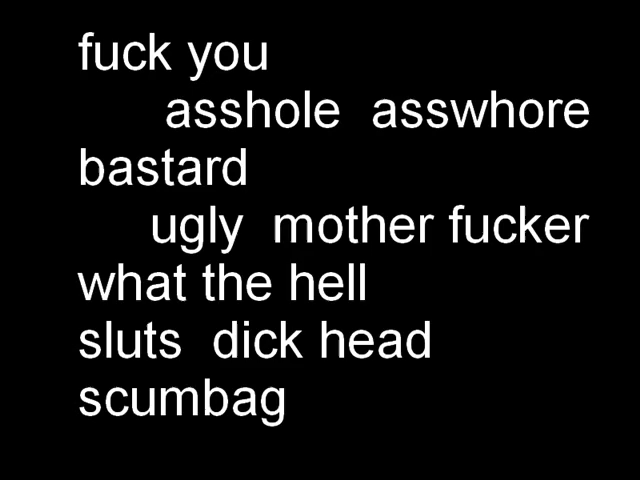 fuck you
asshole asswhore
bastard
ugly mother fucker
what the hell
sluts dick head
scumbag